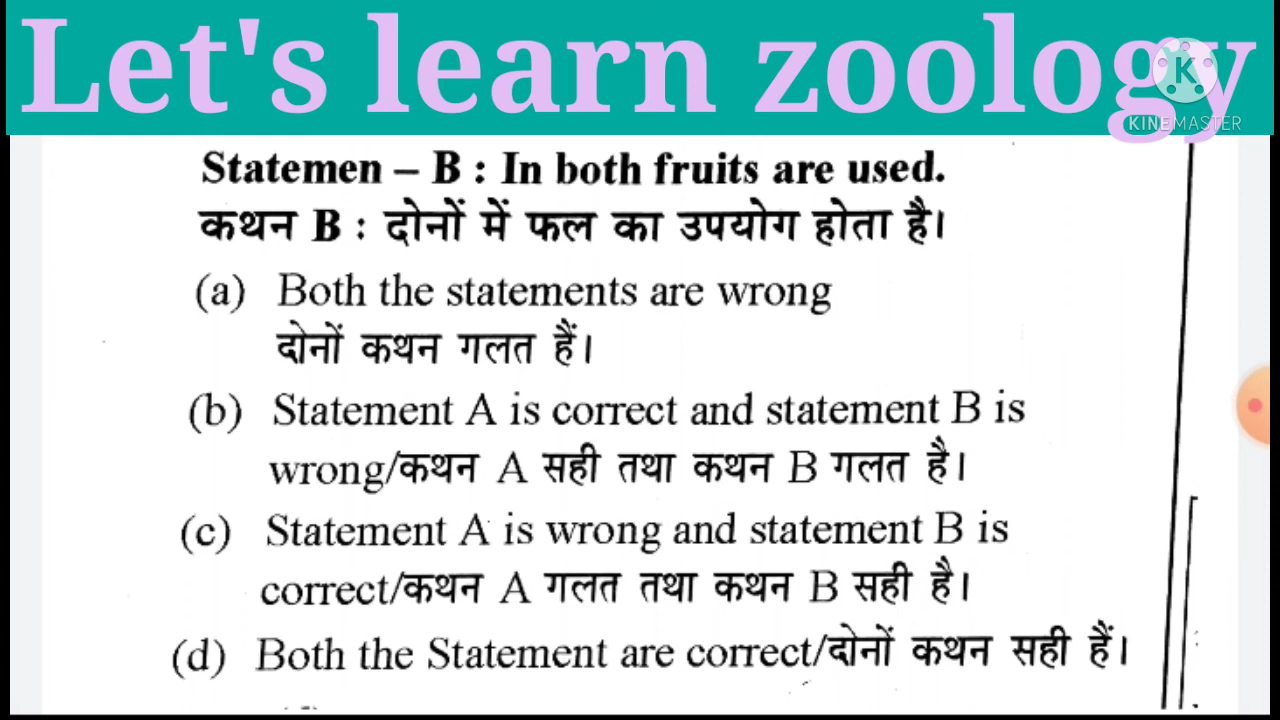 Let's learn zoology
K
KINEMASTER
Statemen – B : In both fruits are used.
कथन B : दोनों में फल का उपयोग होता है।
(a) Both the statements are wrong
दोनों कथन गलत हैं।
(b) Statement A is correct and statement B is
wrong/कथन A सही तथा कथन B गलत है।
(c) Statement A is wrong and statement B is
correct/कथन A गलत तथा कथन B सही है।
(d) Both the Statement are correct/दोनों कथन सही हैं।